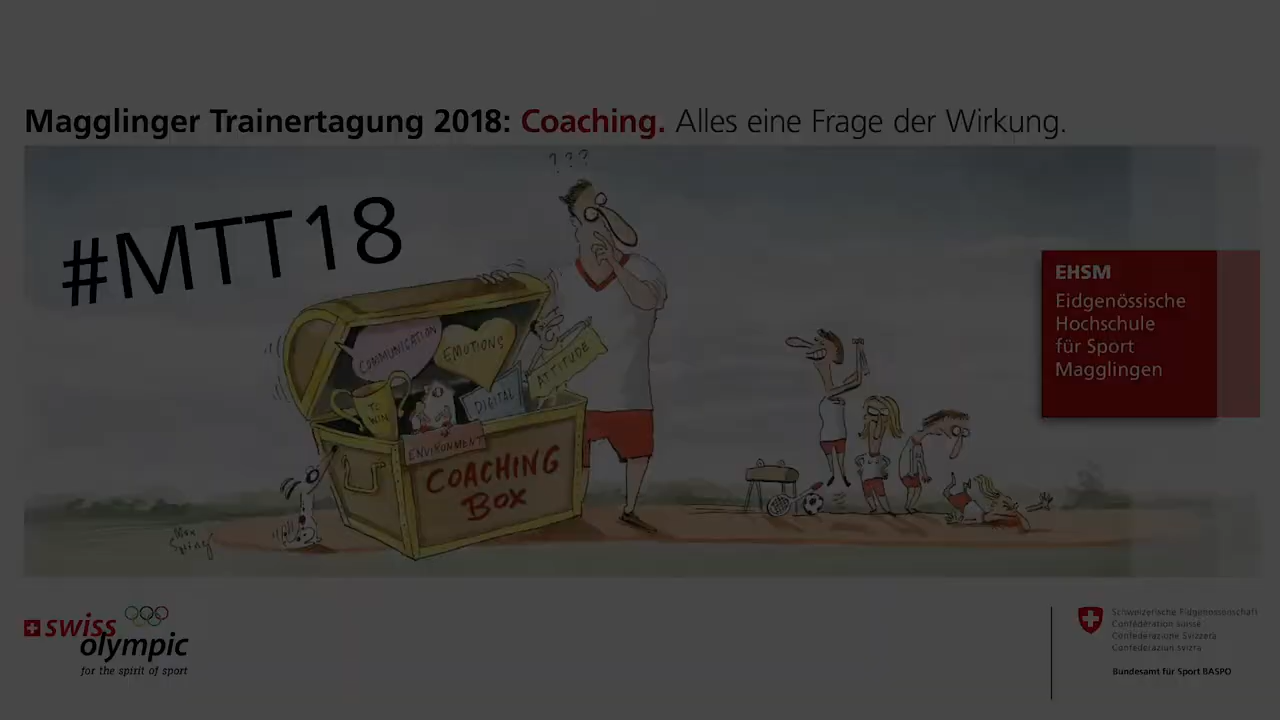 Magglinger Trainertagung 2018: Coaching. Alles eine Frage der Wirkung.
???
#MTT18
EHSM
Eidgenössische
Hochschule
für Sport
Magglingen
COMMUNICATION
EMOTIONS
ATTITUDE
TO
WIN
DIGITAL
ENVIRONMENT
COACHING
BOX
swiss
olympic
for the spirit of sport
Schweizerische Eidgenossenschaft
Confédération suisse
Confederazione Svizzera
Confederaziun svizra
Bundesamt für Sport BASPO